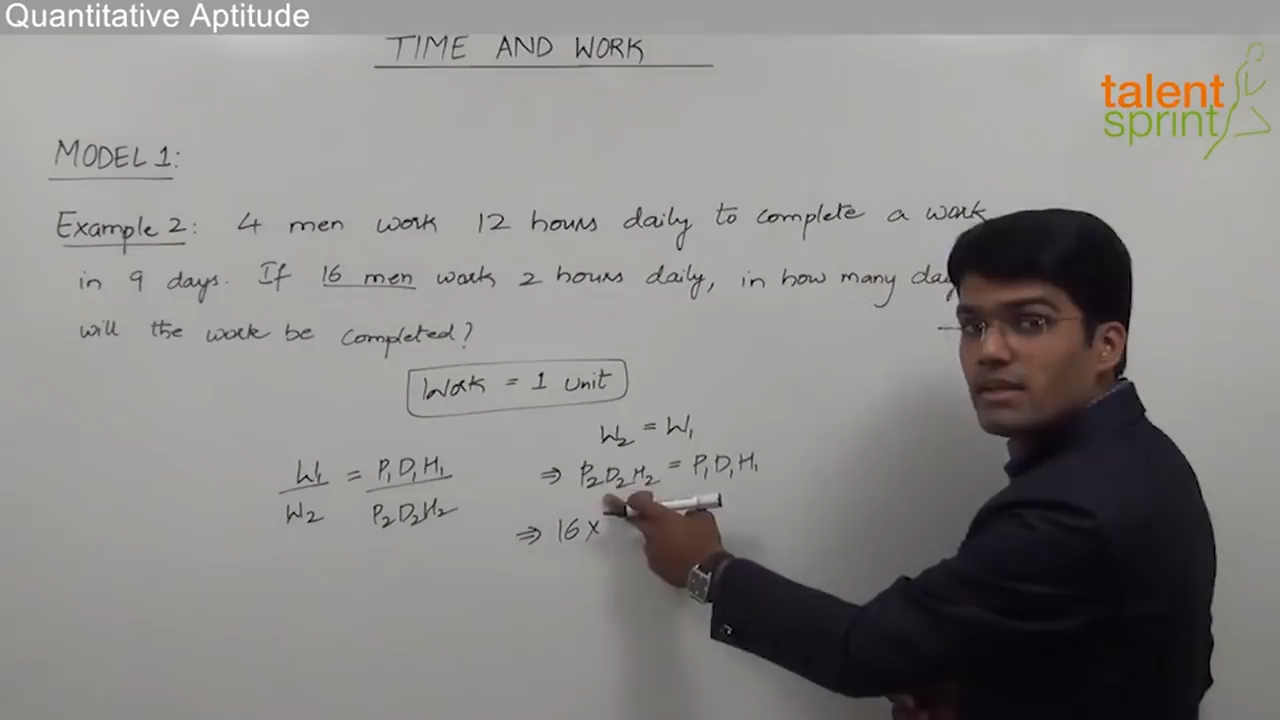 Quantitative Aptitude
TIME AND WORK
talent
sprint
MODEL 1:
Example 2: 4 men work 12 hours daily to complete a work
in 9 days. If 16 men work 2 hours daily, in how many
will the work be completed?
Work = 1 unit
W₂ = W₁
W₁/W₂ = P₁D₁H₁/P₂D₂H₂
⇒ P₂D₂H₂ = P₁D₁H₁
⇒ 16 ×